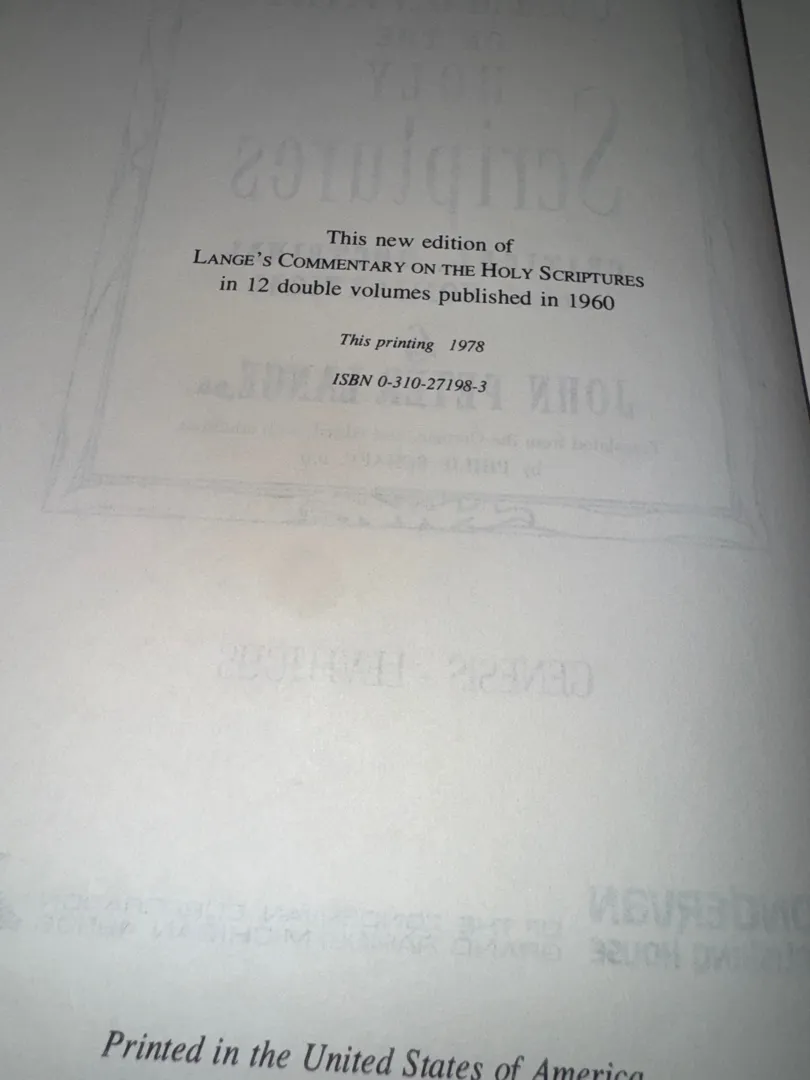 This new edition of
LANGE'S COMMENTARY ON THE HOLY SCRIPTURES
in 12 double volumes published in 1960
This printing 1978
ISBN 0-310-27198-3
Printed in the United States of America